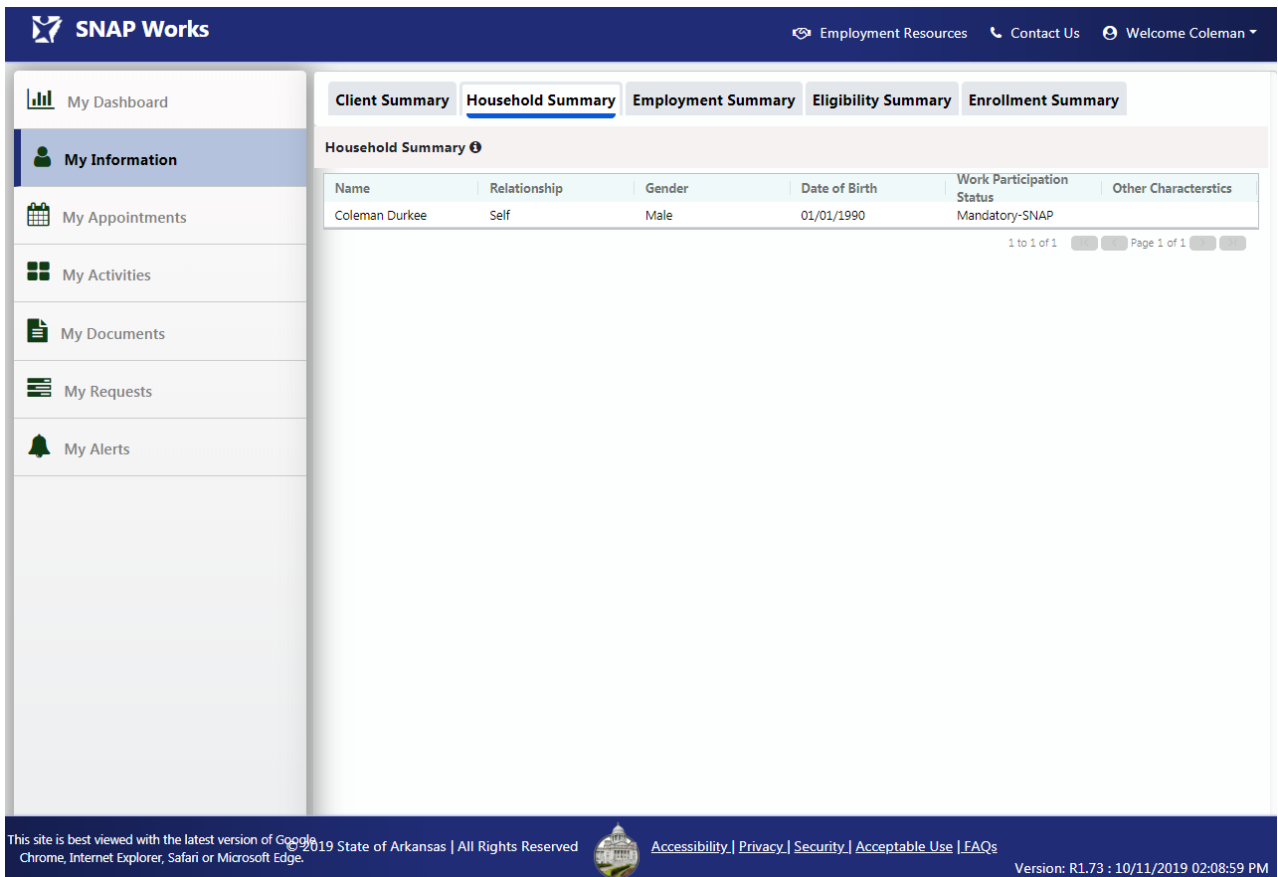 SNAP Works
Employment Resources Contact Us Welcome Coleman
My Dashboard
My Information
My Appointments
My Activities
My Documents
My Requests
My Alerts
Client Summary Household Summary Employment Summary Eligibility Summary Enrollment Summary
Household Summary
Name Relationship Gender Date of Birth Work Participation Status Other Characterstics
Coleman Durkee Self Male 01/01/1990 Mandatory-SNAP
1 to 1 of 1 Page 1 of 1
This site is best viewed with the latest version of Google
Chrome, Internet Explorer, Safari or Microsoft Edge.
© 2019 State of Arkansas | All Rights Reserved
Accessibility | Privacy | Security | Acceptable Use | FAQs
Version: R1.73 : 10/11/2019 02:08:59 PM